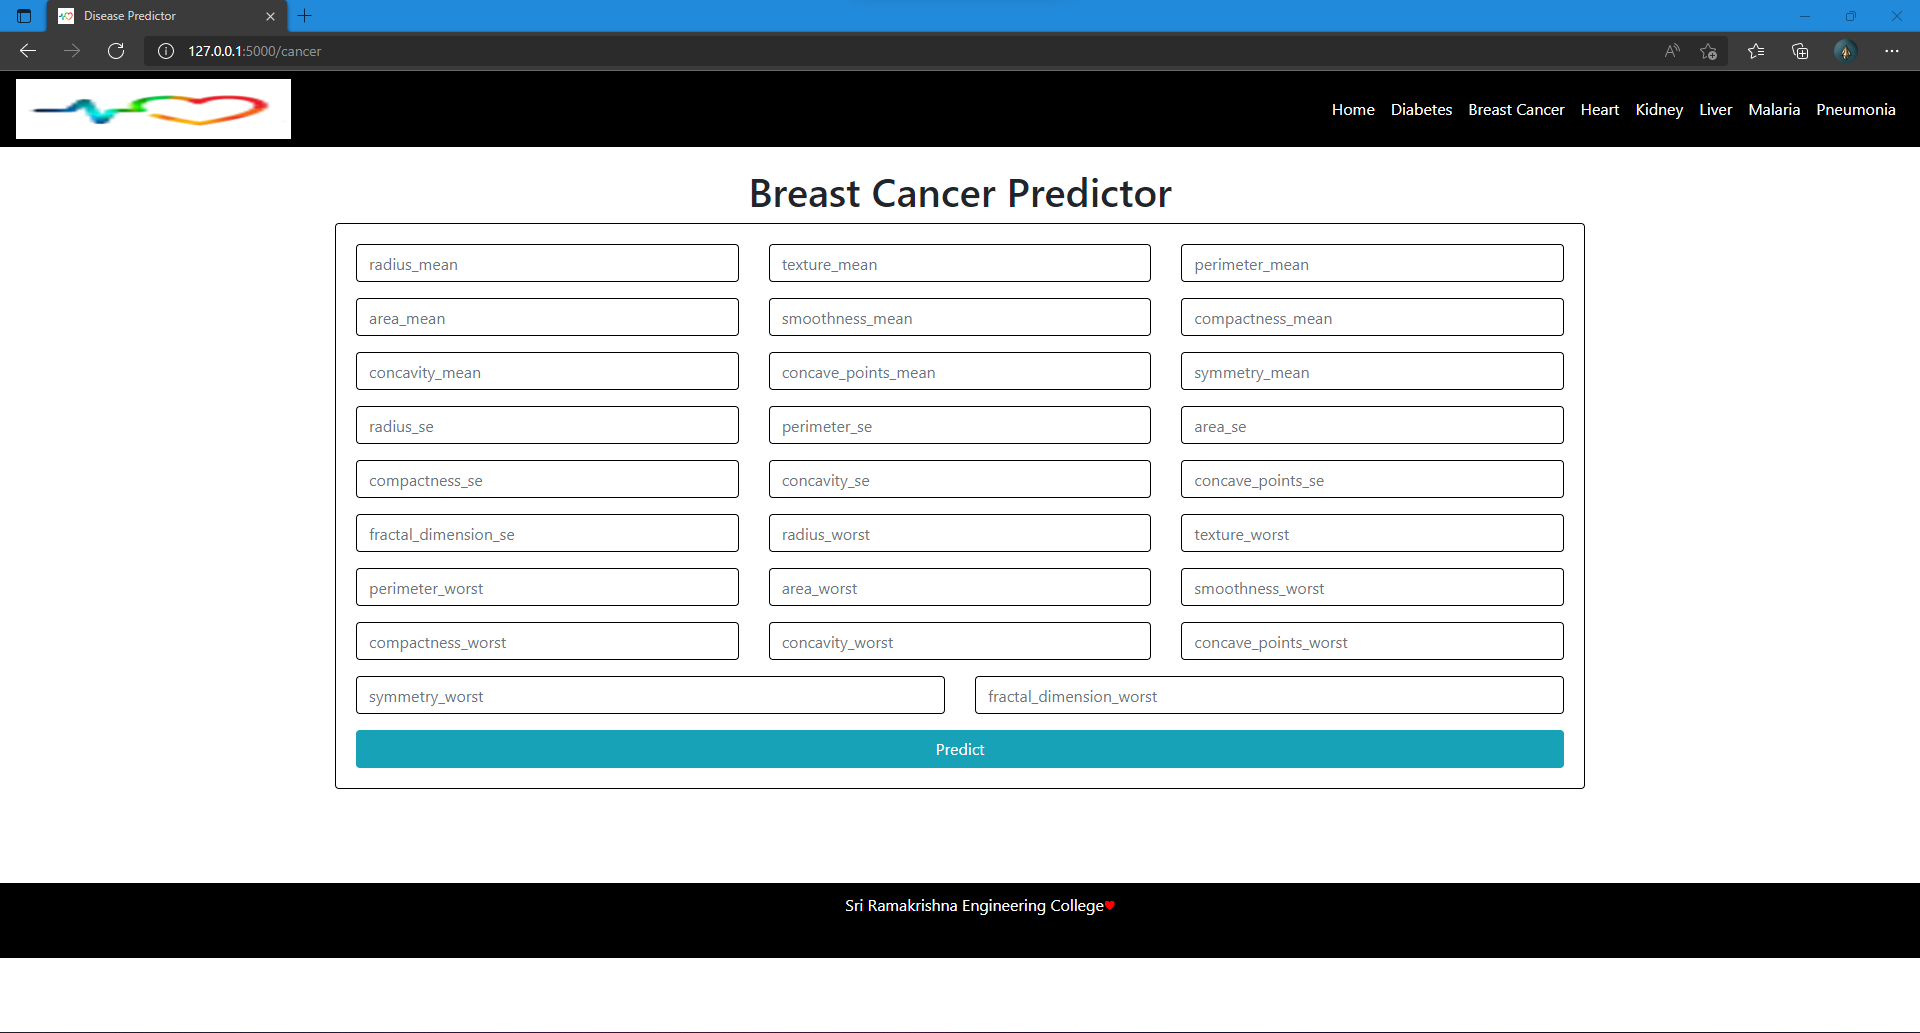 Disease Predictor
127.0.0.1:5000/cancer
Home Diabetes Breast Cancer Heart Kidney Liver Malaria Pneumonia
Breast Cancer Predictor
radius_mean texture_mean perimeter_mean
area_mean smoothness_mean compactness_mean
concavity_mean concave_points_mean symmetry_mean
radius_se perimeter_se area_se
compactness_se concavity_se concave_points_se
fractal_dimension_se radius_worst texture_worst
perimeter_worst area_worst smoothness_worst
compactness_worst concavity_worst concave_points_worst
symmetry_worst fractal_dimension_worst
Predict
Sri Ramakrishna Engineering College♥